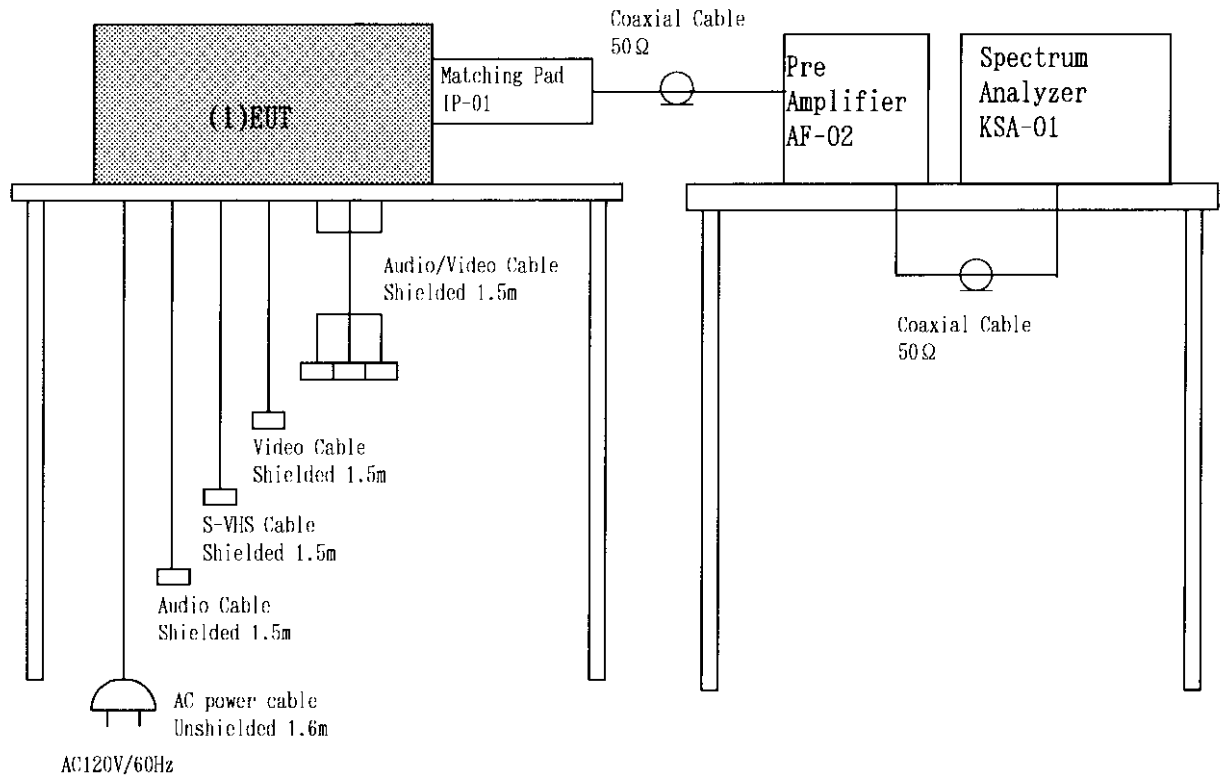 Coaxial Cable
50Ω
(1)EUT
Matching Pad
IP-01
Pre
Amplifier
AF-02
Spectrum
Analyzer
KSA-01
Audio/Video Cable
Shielded 1.5m
Coaxial Cable
50Ω
Video Cable
Shielded 1.5m
S-VHS Cable
Shielded 1.5m
Audio Cable
Shielded 1.5m
AC power cable
Unshielded 1.6m
AC120V/60Hz